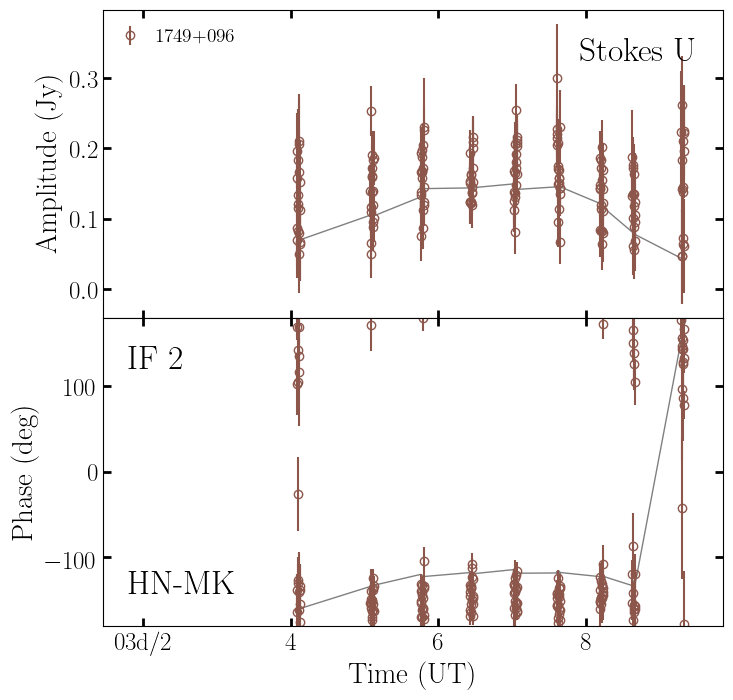 1749+096
Stokes U
0.3
0.2
0.1
0.0
Amplitude (Jy)
IF 2
100
0
−100
Phase (deg)
HN-MK
03d/2
4
6
8
Time (UT)